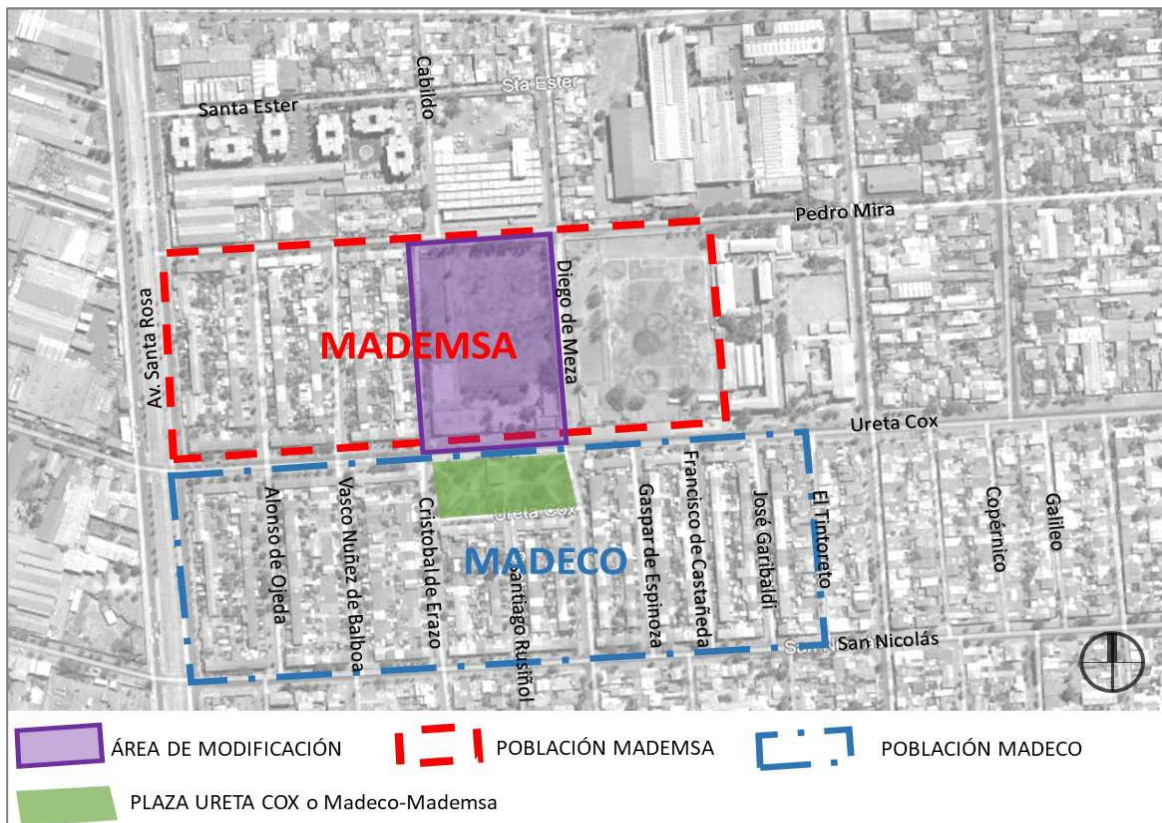 Cabildo
Sta Ester
Santa Ester
Pedro Mira
Av. Santa Rosa
Diego de Meza
MADEMSA
Ureta Cox
Alonso de Ojeda
Vasco Nuñez de Balboa
Cristobal de Erazo
Ureta Cox
MADECO
Santiago Rusiñol
Gaspar de Espinoza
Francisco de Castañeda
José Garibaldi
El Tintoreto
Copérnico
Galileo
San Nicolás
ÁREA DE MODIFICACIÓN
POBLACIÓN MADEMSA
POBLACIÓN MADECO
PLAZA URETA COX o Madeco-Mademsa